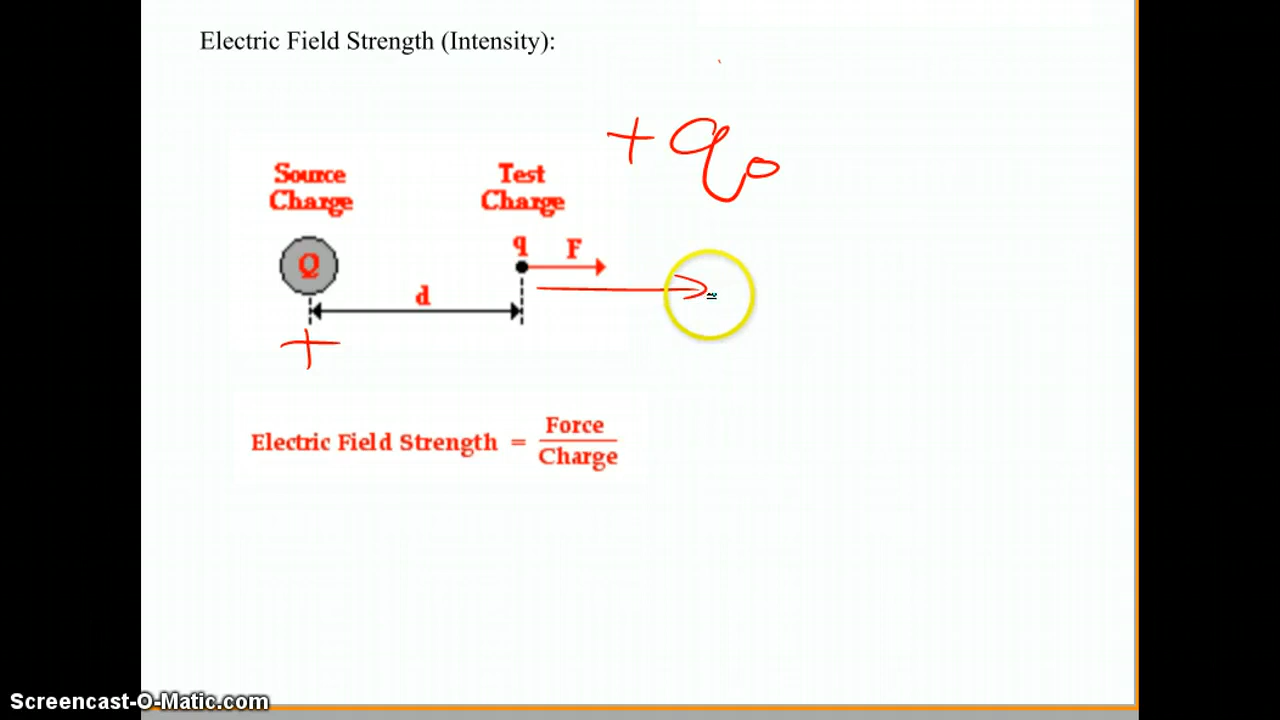 Electric Field Strength (Intensity):
+q₀
Source
Charge
Test
Charge
q
F
Q
d
+
Electric Field Strength = Force
Charge
Screencast-O-Matic.com